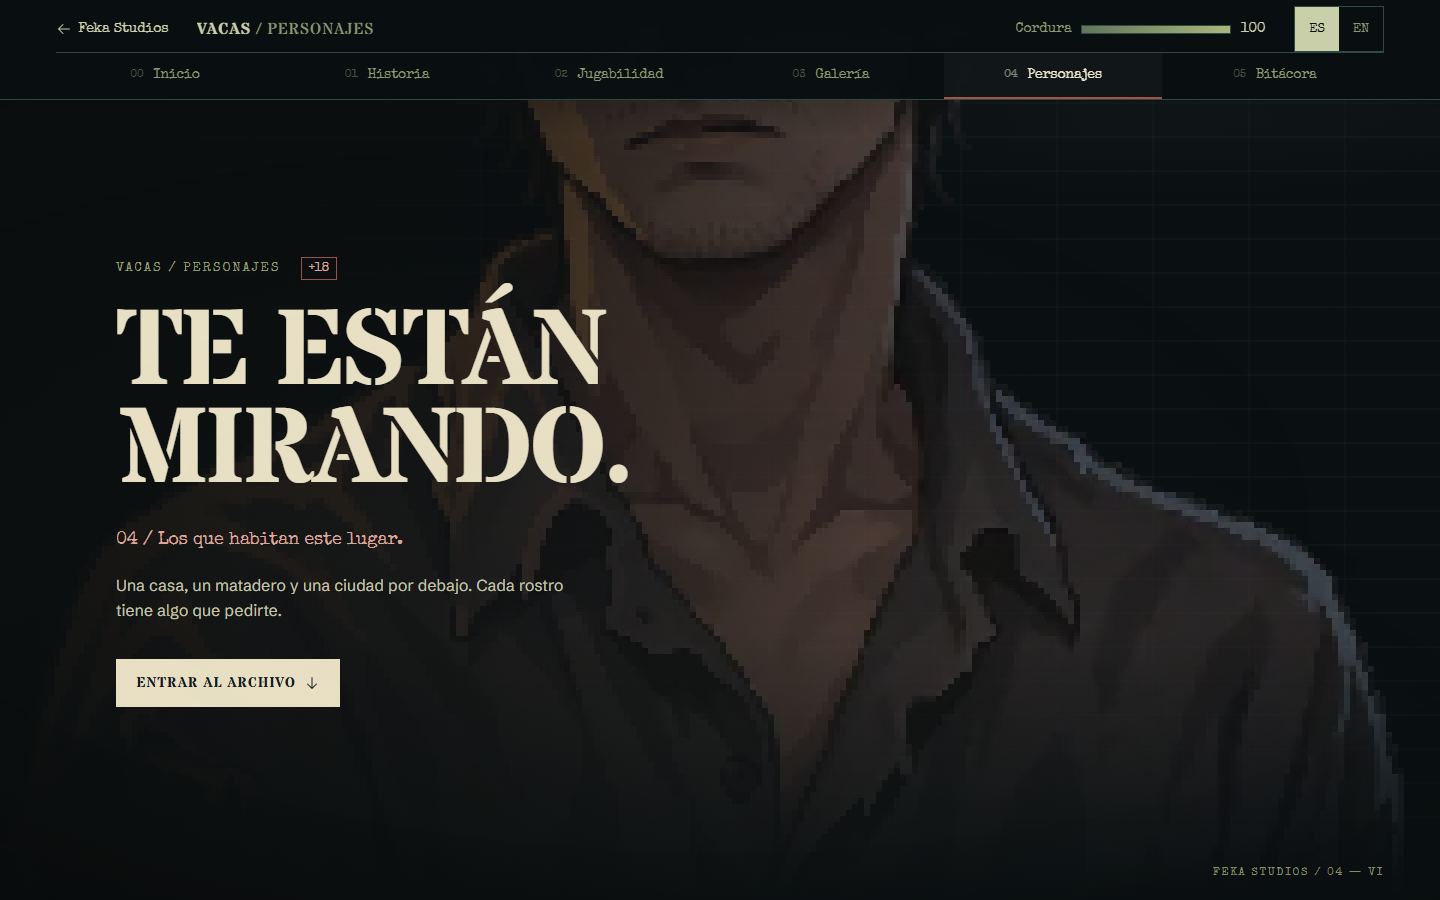 ← Feka Studios VACAS / PERSONAJES Cordura 100 ES EN
00 Inicio 01 Historia 02 Jugabilidad 03 Galería 04 Personajes 05 Bitácora
VACAS / PERSONAJES +18
TE ESTÁN
MIRANDO.
04 / Los que habitan este lugar.
Una casa, un matadero y una ciudad por debajo. Cada rostro
tiene algo que pedirte.
ENTRAR AL ARCHIVO ↓
FEKA STUDIOS / 04 — VI